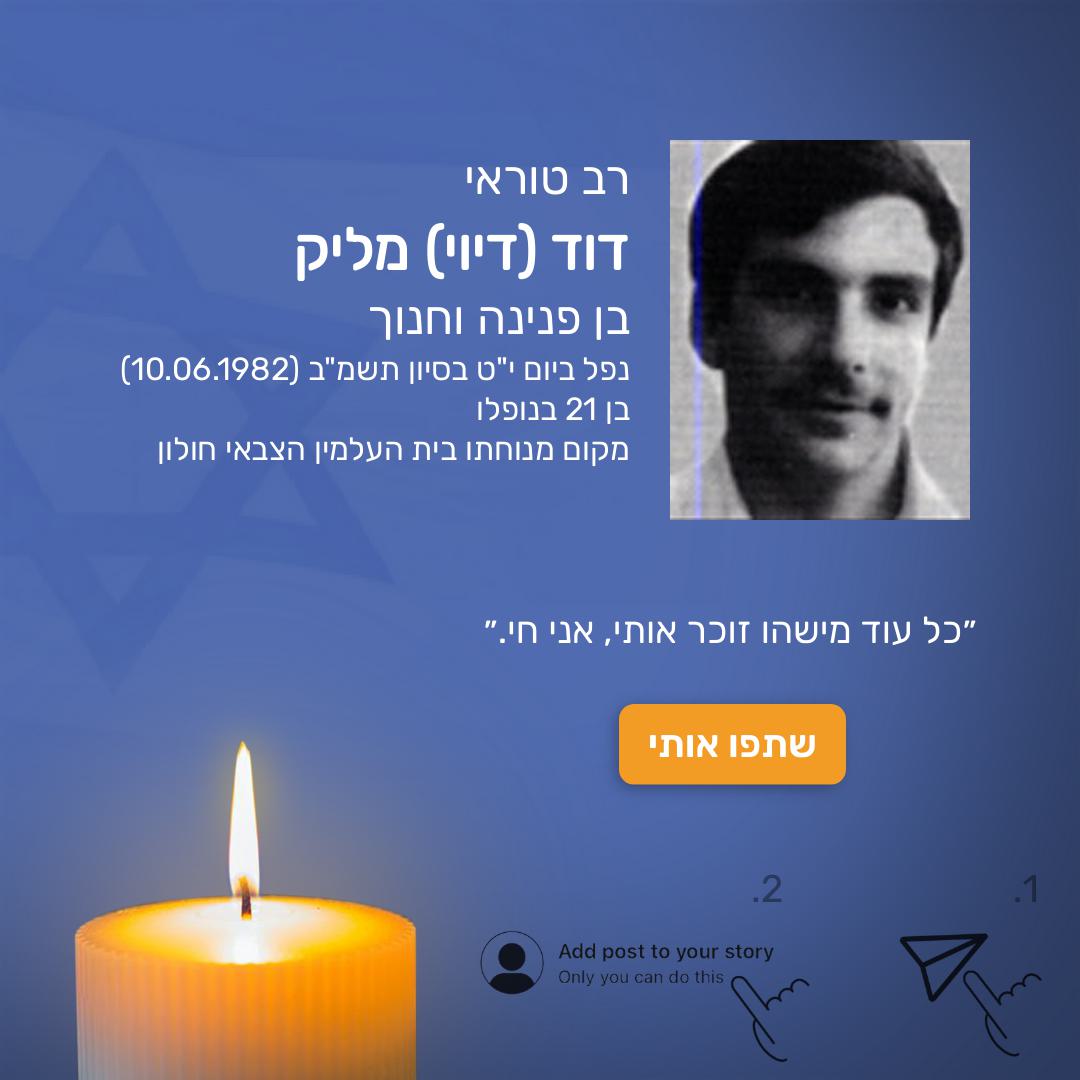 רב טוראי
דוד (דיווי) מליק
בן פנינה וחנוך
נפל ביום י"ט בסיון תשמ"ב (10.06.1982)
בן 21 בנופלו
מקום מנוחתו בית העלמין הצבאי חולון
״כל עוד מישהו זוכר אותי, אני חי.״
שתפו אותי
1.
2.
Add post to your story
Only you can do this